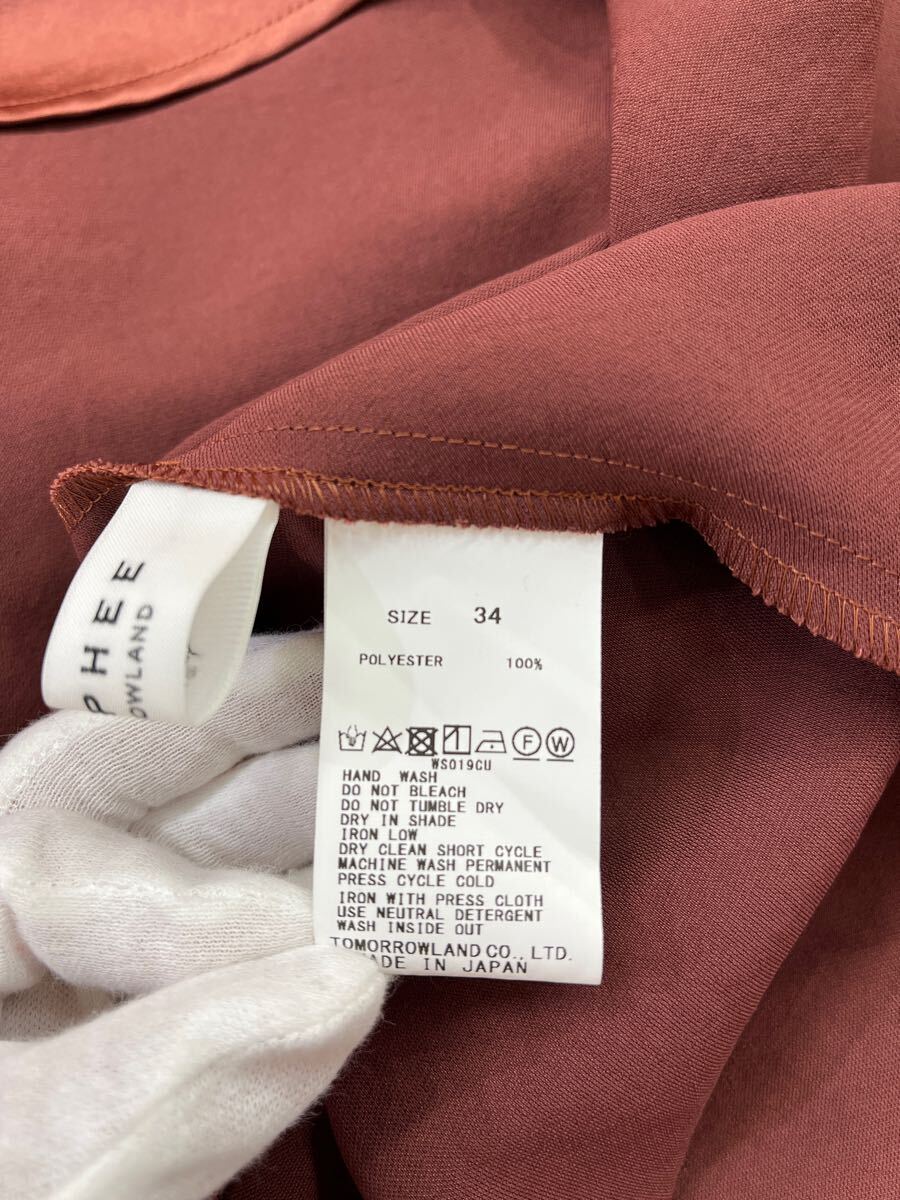 PHEE
OWLAND
SIZE 34
POLYESTER 100%
F W
WS019CU
HAND WASH
DO NOT BLEACH
DO NOT TUMBLE DRY
DRY IN SHADE
IRON LOW
DRY CLEAN SHORT CYCLE
MACHINE WASH PERMANENT
PRESS CYCLE COLD
IRON WITH PRESS CLOTH
USE NEUTRAL DETERGENT
WASH INSIDE OUT
TOMORROWLAND CO., LTD.
ADE IN JAPAN